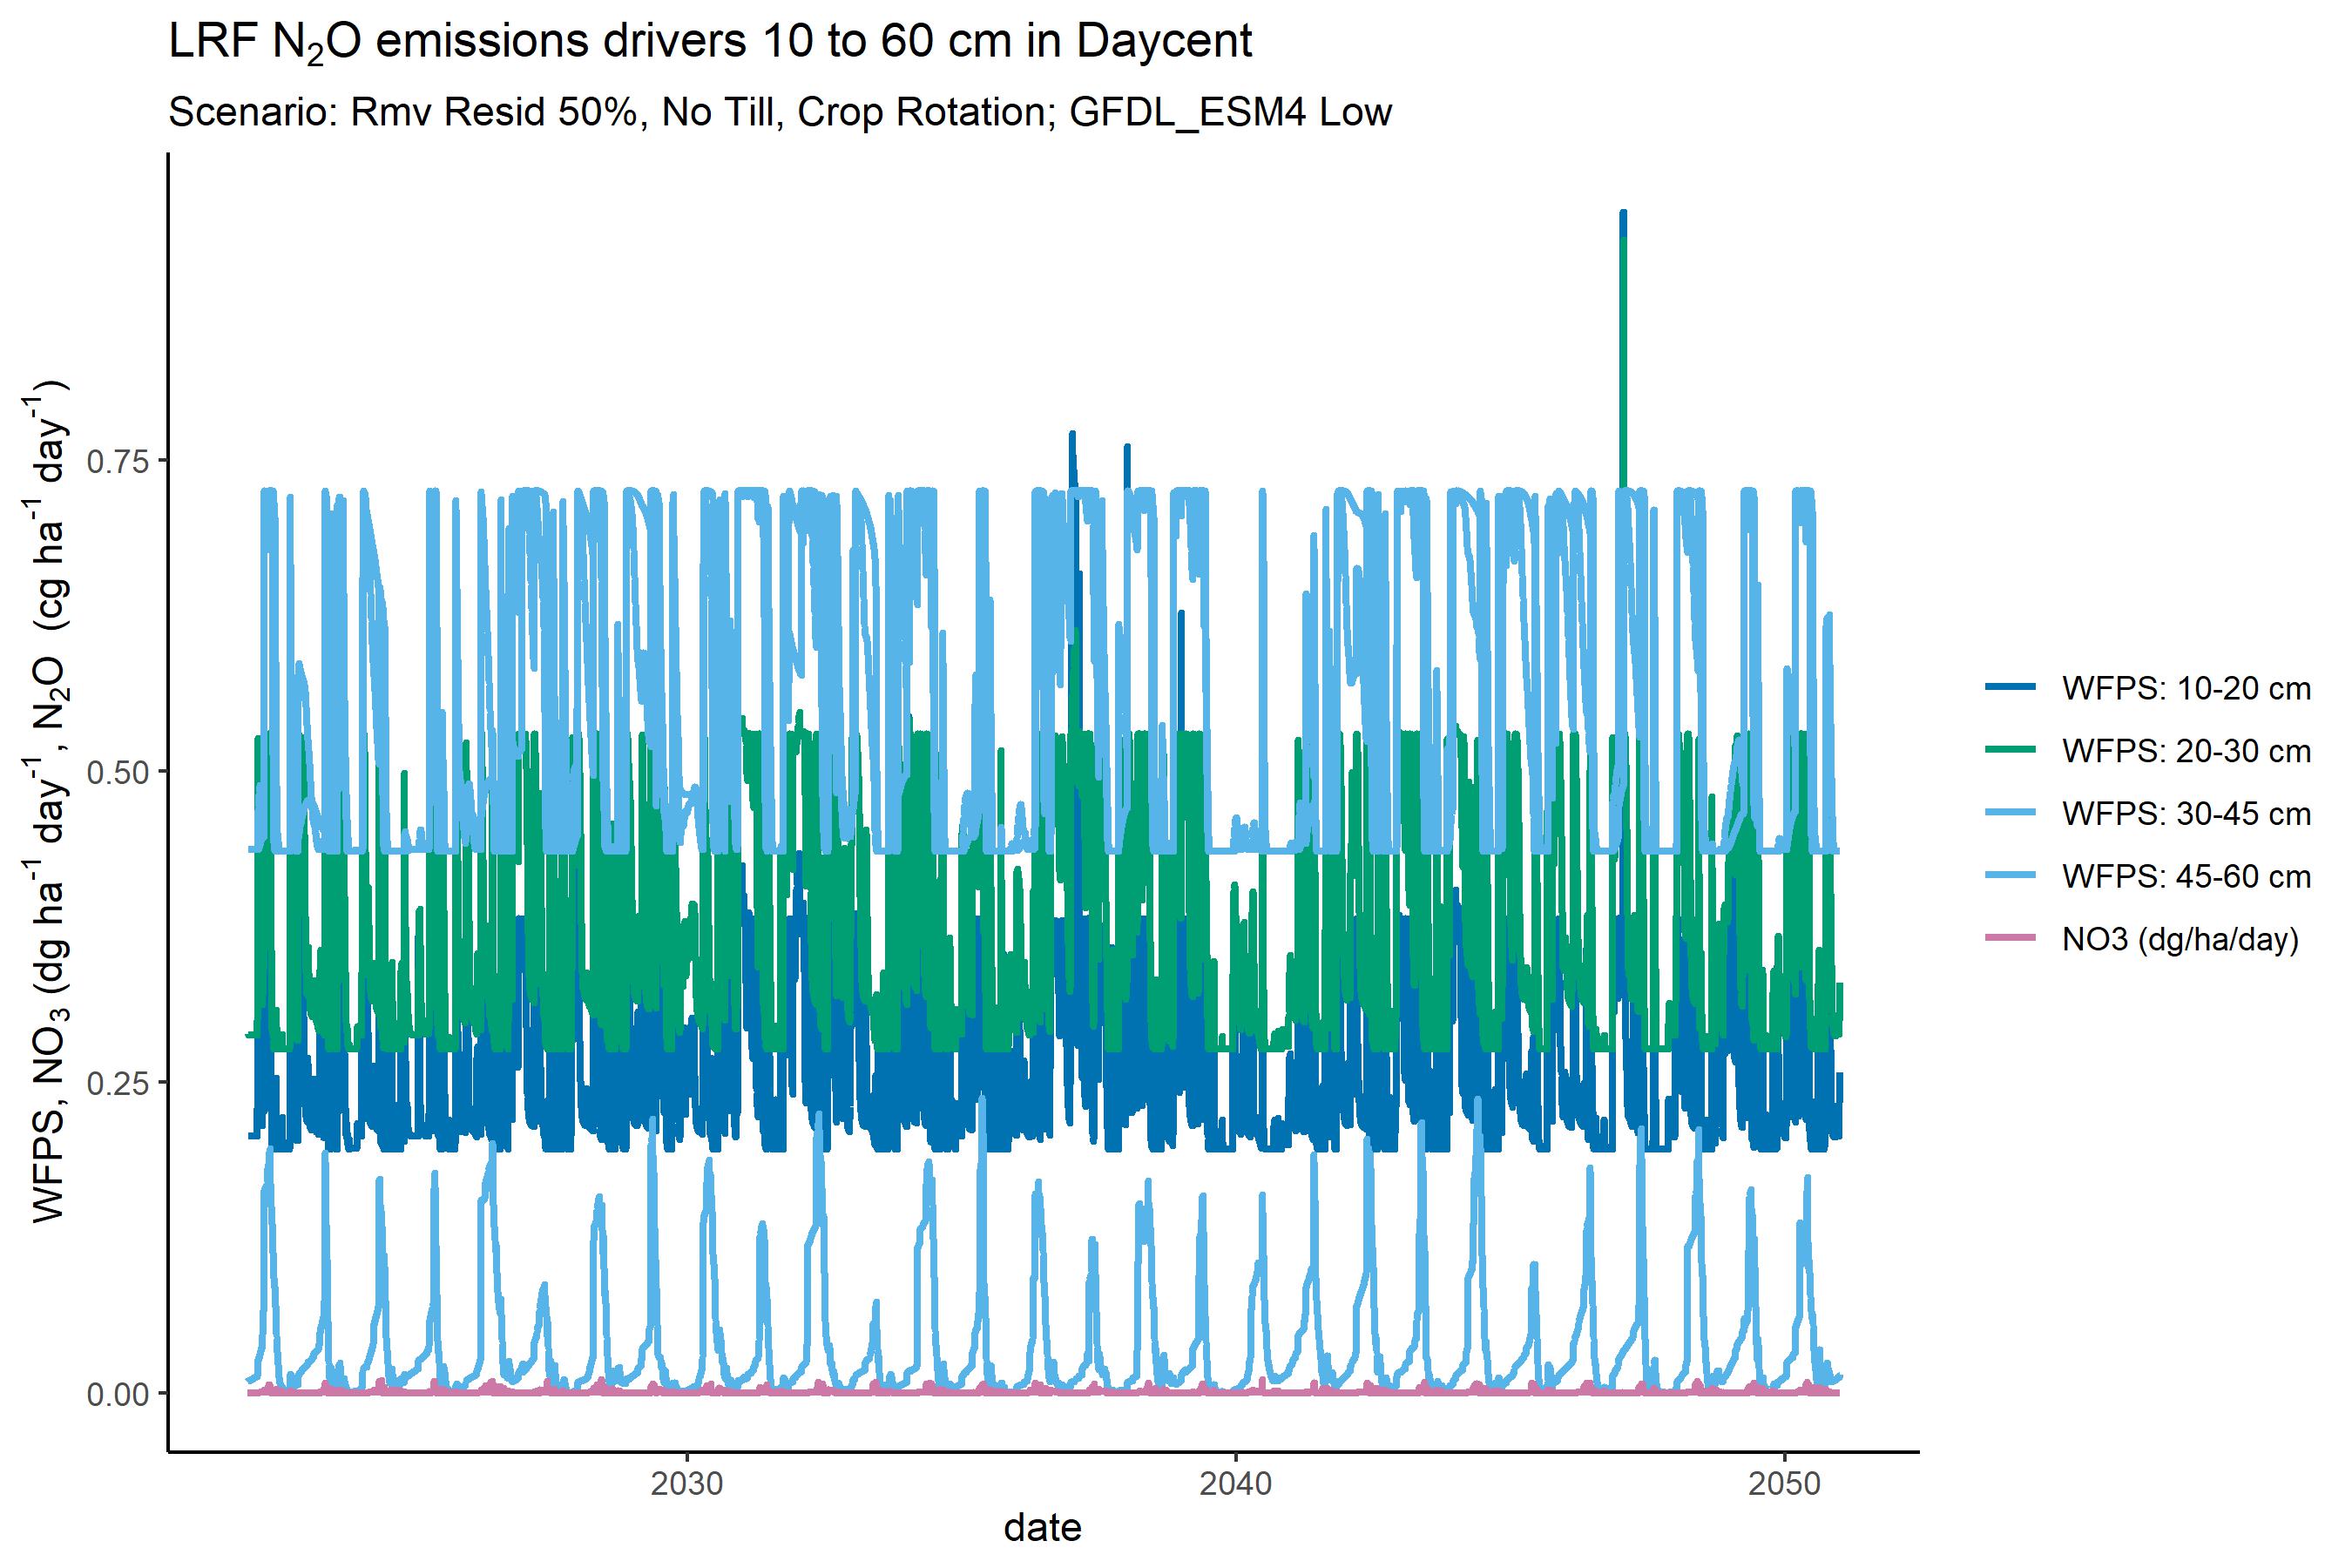 LRF N₂O emissions drivers 10 to 60 cm in Daycent
Scenario: Rmv Resid 50%, No Till, Crop Rotation; GFDL_ESM4 Low
WFPS, NO₃ (dg ha⁻¹ day⁻¹, N₂O (cg ha⁻¹ day⁻¹)
0.75
0.50
0.25
0.00
2030
2040
2050
date
WFPS: 10-20 cm
WFPS: 20-30 cm
WFPS: 30-45 cm
WFPS: 45-60 cm
NO3 (dg/ha/day)